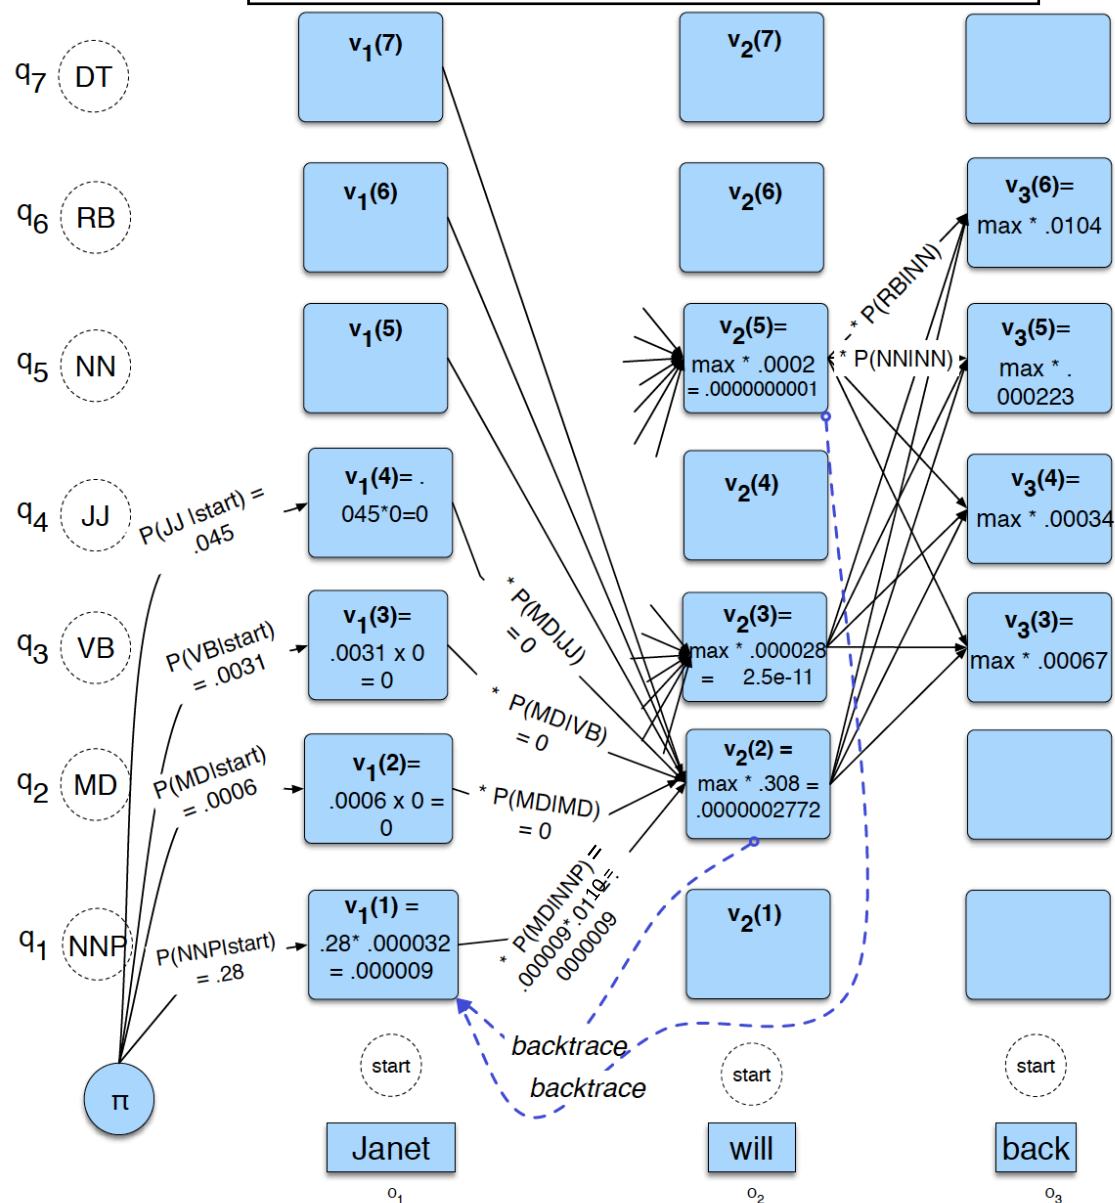 q7 DT
v1(7)
v2(7)
q6 RB
v1(6)
v2(6)
v3(6)=
max * .0104
* P(RB|NN)
q5 NN
v1(5)
v2(5)=
max * .0002
= .0000000001
* P(NN|NN)
v3(5)=
max * .
000223
q4 JJ
P(JJ |start) =
.045
v1(4)= .
045*0=0
v2(4)
v3(4)=
max * .00034
* P(MD|JJ)
= 0
q3 VB
P(VB|start)
= .0031
v1(3)=
.0031 x 0
= 0
v2(3)=
max * .000028
= 2.5e-11
v3(3)=
max * .00067
* P(MD|VB)
= 0
q2 MD
P(MD|start)
= .0006
v1(2)=
.0006 x 0 =
0
* P(MD|MD)
= 0
v2(2) =
max * .308 =
.0000002772
q1 NNP
P(NNP|start)
= .28
v1(1) =
.28* .000032
= .000009
* P(MD|NNP) =
.000009*.0110 = .
0000009
v2(1)
backtrace
backtrace
start
start
start
π
Janet
will
back
o1
o2
o3